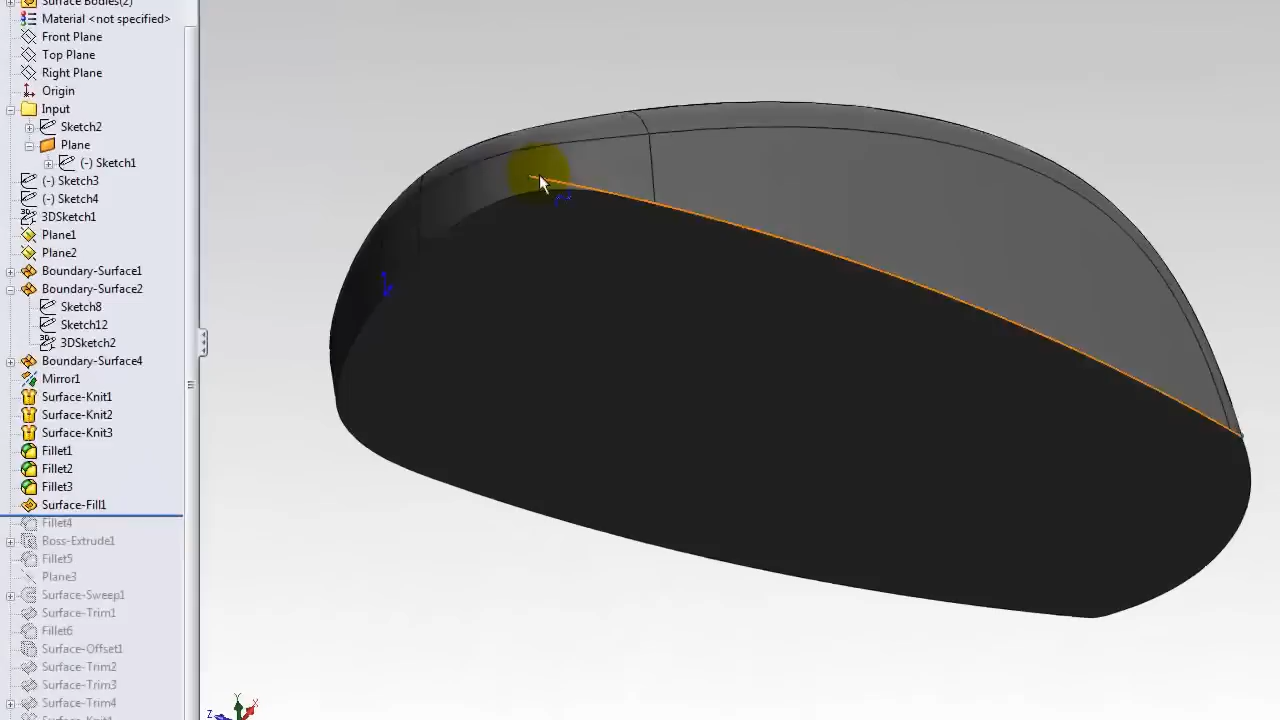 Surface Bodies(2)
Material <not specified>
Front Plane
Top Plane
Right Plane
Origin
Input
Sketch2
Plane
(-) Sketch1
(-) Sketch3
(-) Sketch4
3DSketch1
Plane1
Plane2
Boundary-Surface1
Boundary-Surface2
Sketch8
Sketch12
3DSketch2
Boundary-Surface4
Mirror1
Surface-Knit1
Surface-Knit2
Surface-Knit3
Fillet1
Fillet2
Fillet3
Surface-Fill1
Fillet4
Boss-Extrude1
Fillet5
Plane3
Surface-Sweep1
Surface-Trim1
Fillet6
Surface-Offset1
Surface-Trim2
Surface-Trim3
Surface-Trim4
Y
X
Z